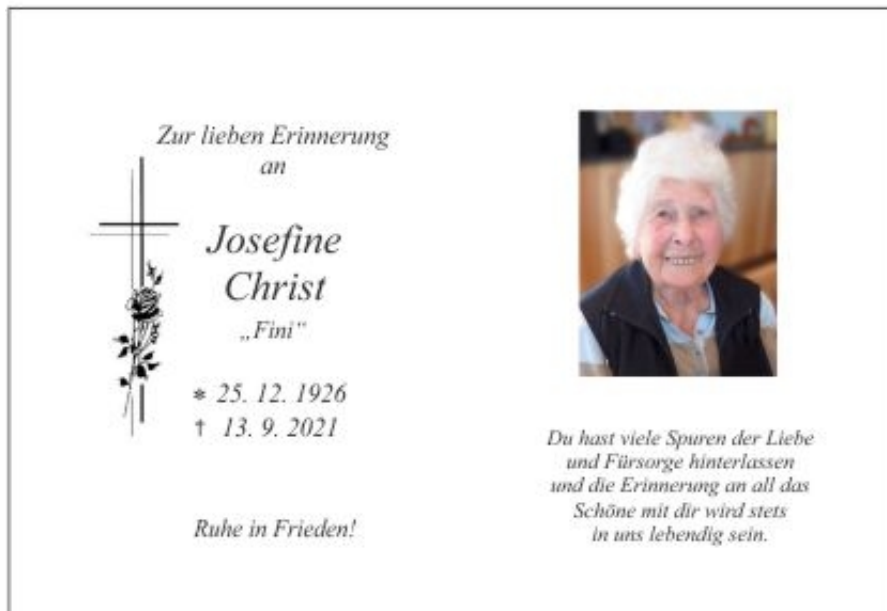 Zur lieben Erinnerung
an
Josefine
Christ
„Fini“
* 25. 12. 1926
† 13. 9. 2021
Ruhe in Frieden!
Du hast viele Spuren der Liebe
und Fürsorge hinterlassen
und die Erinnerung an all das
Schöne mit dir wird stets
in uns lebendig sein.